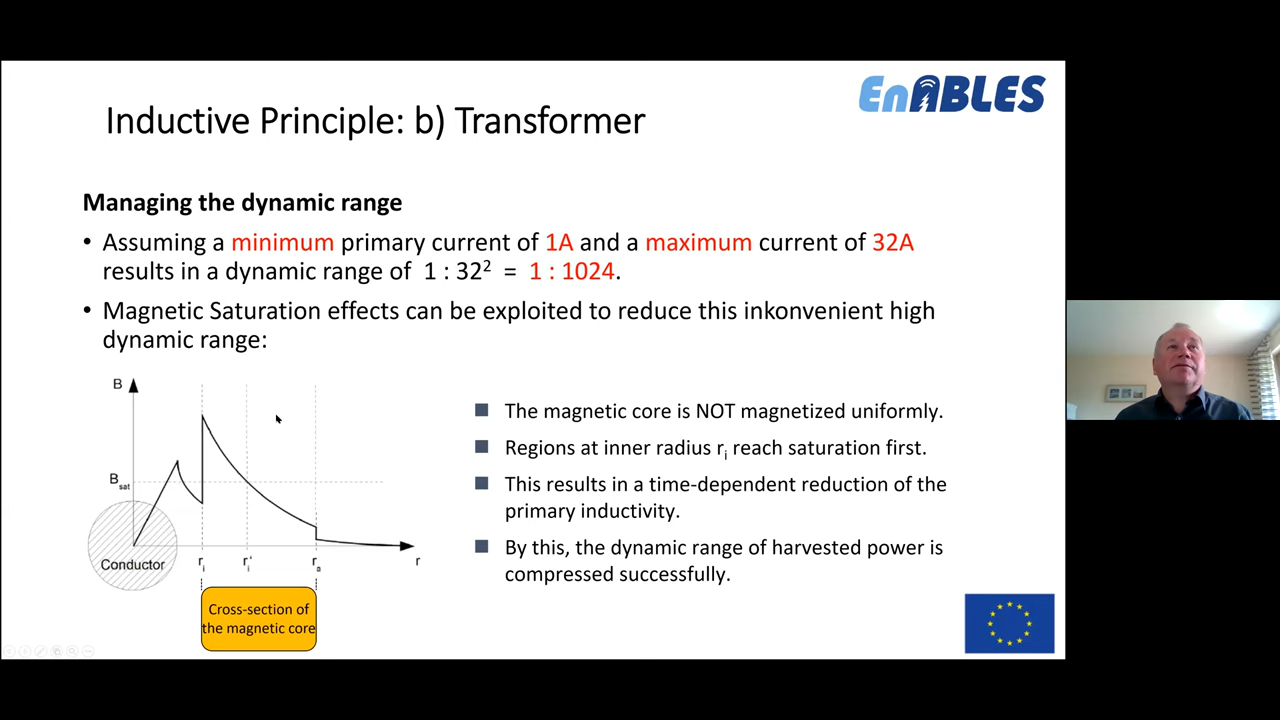 EnABLES
Inductive Principle: b) Transformer
Managing the dynamic range
• Assuming a minimum primary current of 1A and a maximum current of 32A
results in a dynamic range of 1 : 32² = 1 : 1024.
• Magnetic Saturation effects can be exploited to reduce this inkonvenient high
dynamic range:
B
B sat
Conductor
ri
ri'
ra
r
Cross-section of
the magnetic core
The magnetic core is NOT magnetized uniformly.
Regions at inner radius ri reach saturation first.
This results in a time-dependent reduction of the
primary inductivity.
By this, the dynamic range of harvested power is
compressed successfully.